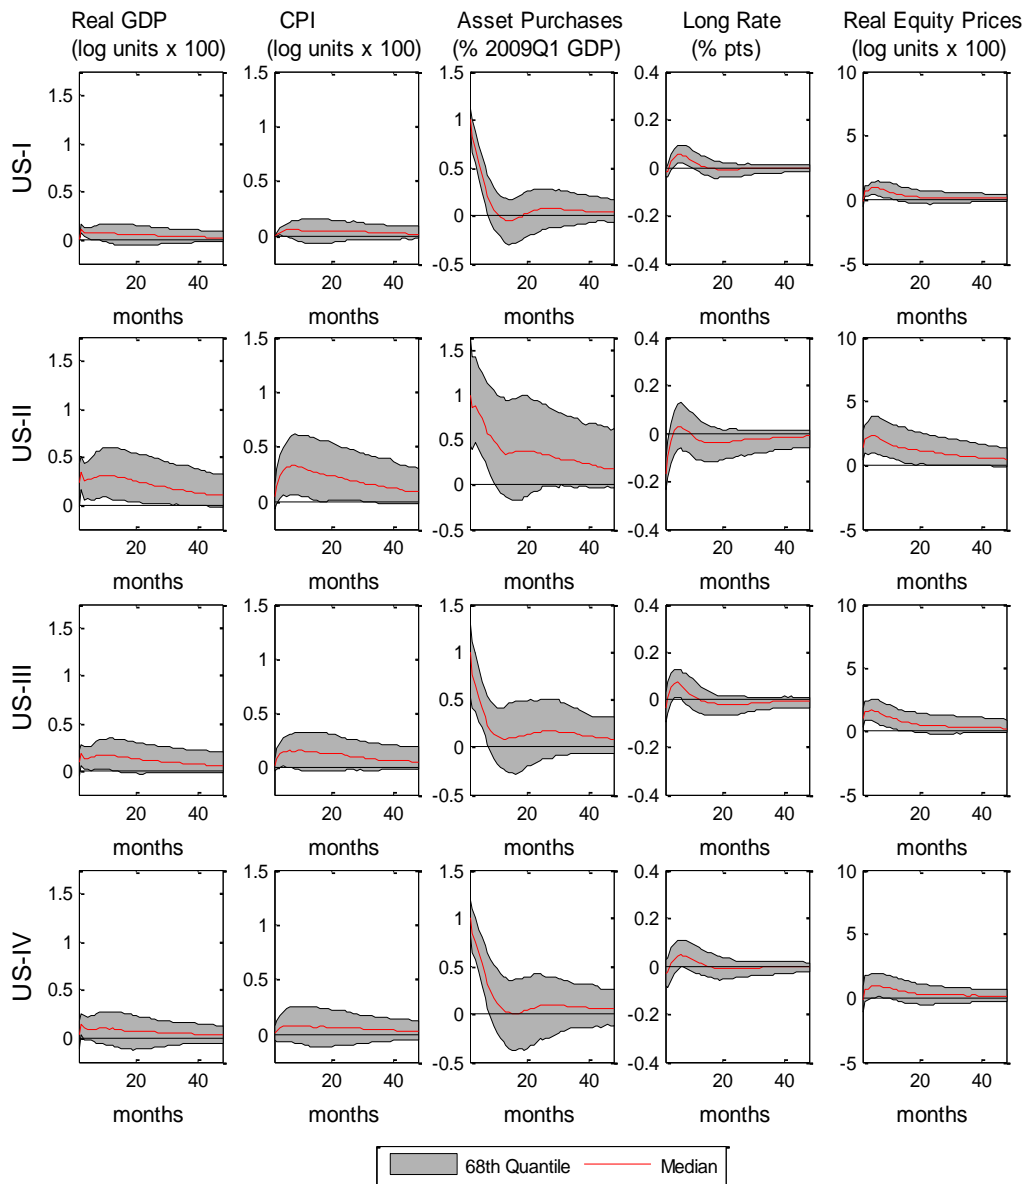 Real GDP CPI Asset Purchases Long Rate Real Equity Prices
(log units x 100) (log units x 100) (% 2009Q1 GDP) (% pts) (log units x 100)
US-I
1.5 1.5 1.5 0.4 10
1 1 1 0.2 5
0.5 0.5 0.5 0 0
0 0 0 -0.2 -5
-0.5 -0.4
20 40 20 40 20 40 20 40 20 40
months months months months months
US-II
1.5 1.5 1.5 0.4 10
1 1 1 0.2 5
0.5 0.5 0.5 0 0
0 0 0 -0.2 -5
-0.5 -0.4
20 40 20 40 20 40 20 40 20 40
months months months months months
US-III
1.5 1.5 1.5 0.4 10
1 1 1 0.2 5
0.5 0.5 0.5 0 0
0 0 0 -0.2 -5
-0.5 -0.4
20 40 20 40 20 40 20 40 20 40
months months months months months
US-IV
1.5 1.5 1.5 0.4 10
1 1 1 0.2 5
0.5 0.5 0.5 0 0
0 0 0 -0.2 -5
-0.5 -0.4
20 40 20 40 20 40 20 40 20 40
months months months months months
68th Quantile Median